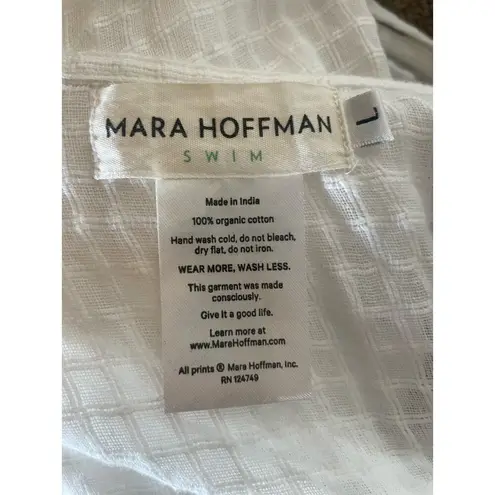 MARA HOFFMAN
SWIM
L
Made in India
100% organic cotton
Hand wash cold, do not bleach,
dry flat, do not iron.
WEAR MORE, WASH LESS.
This garment was made
consciously.
Give it a good life.
Learn more at
www.MaraHoffman.com
All prints ® Mara Hoffman, Inc.
RN 124749